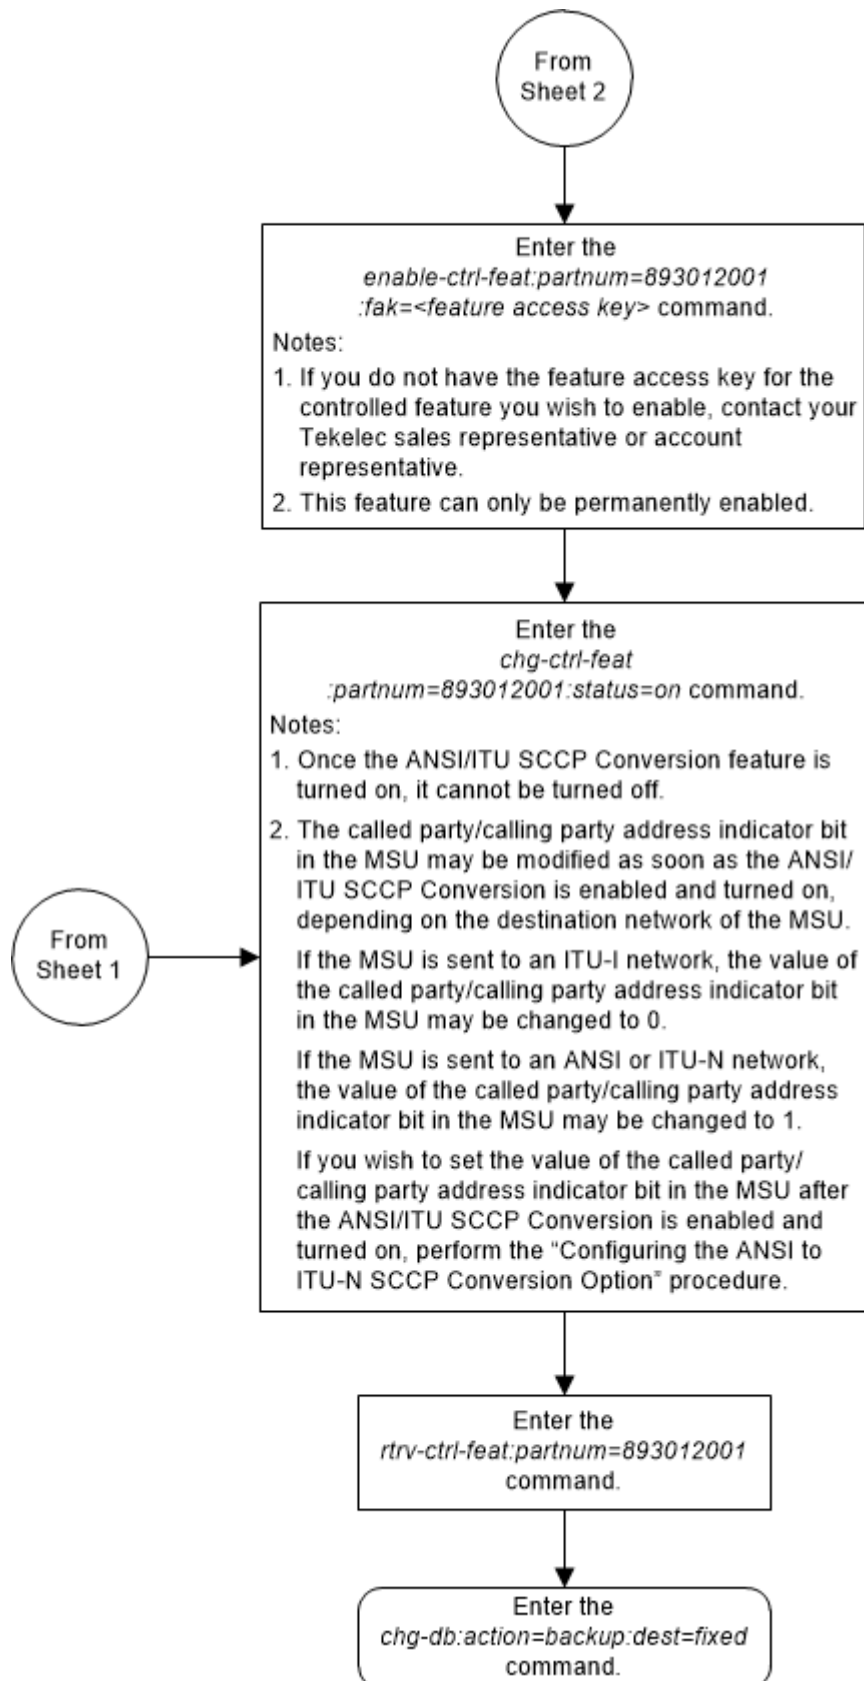 From
Sheet 2
Enter the
enable-ctrl-feat:partnum=893012001
:fak=<feature access key> command.
Notes:
1. If you do not have the feature access key for the
controlled feature you wish to enable, contact your
Tekelec sales representative or account
representative.
2. This feature can only be permanently enabled.
Enter the
chg-ctrl-feat
:partnum=893012001:status=on command.
Notes:
1. Once the ANSI/ITU SCCP Conversion feature is
turned on, it cannot be turned off.
2. The called party/calling party address indicator bit
in the MSU may be modified as soon as the ANSI/
ITU SCCP Conversion is enabled and turned on,
depending on the destination network of the MSU.
If the MSU is sent to an ITU-I network, the value of
the called party/calling party address indicator bit
in the MSU may be changed to 0.
If the MSU is sent to an ANSI or ITU-N network,
the value of the called party/calling party address
indicator bit in the MSU may be changed to 1.
If you wish to set the value of the called party/
calling party address indicator bit in the MSU after
the ANSI/ITU SCCP Conversion is enabled and
turned on, perform the “Configuring the ANSI to
ITU-N SCCP Conversion Option” procedure.
From
Sheet 1
Enter the
rtrv-ctrl-feat:partnum=893012001
command.
Enter the
chg-db:action=backup:dest=fixed
command.